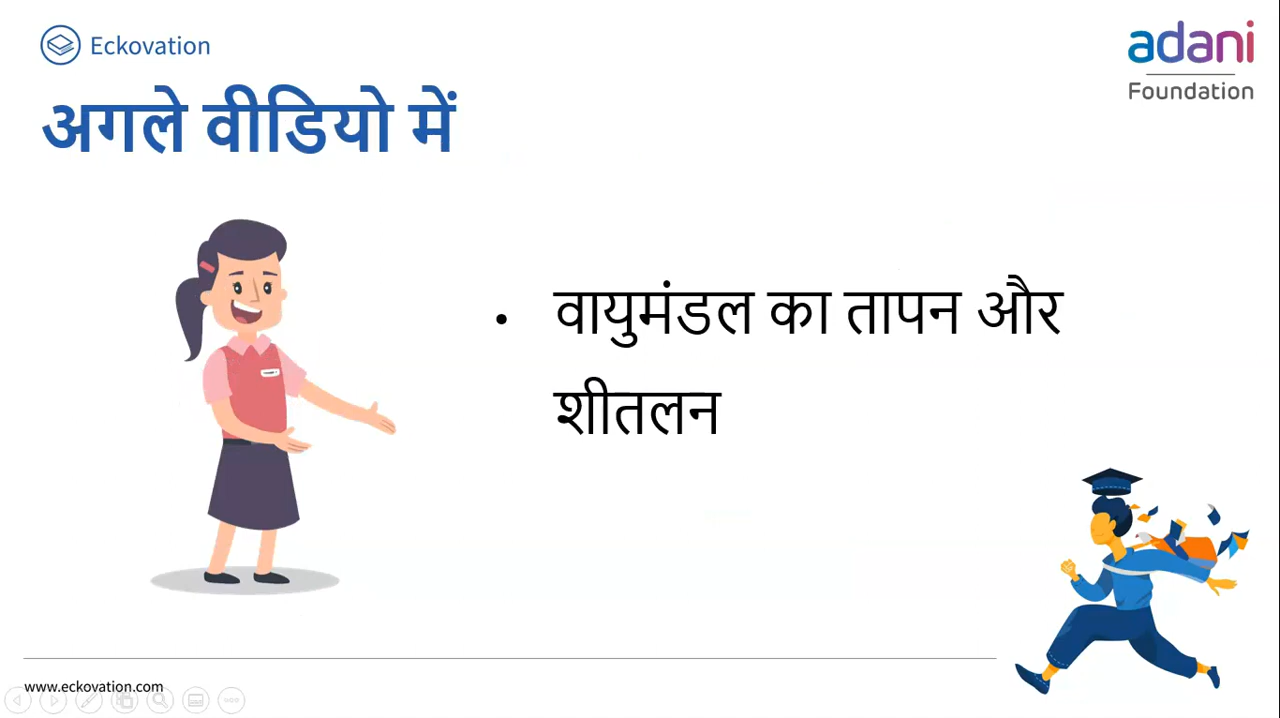 Eckovation
adani
Foundation
अगले वीडियो में
• वायुमंडल का तापन और
शीतलन
www.eckovation.com